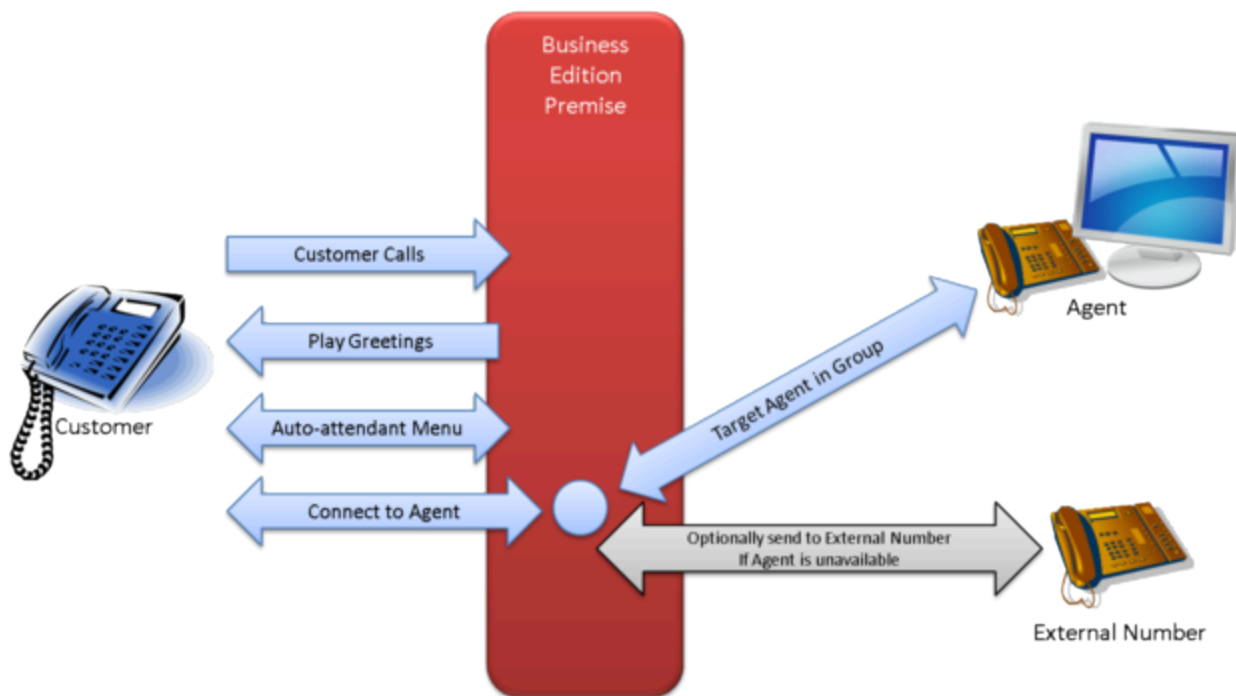 Business
Edition
Premise
Customer Calls
Play Greetings
Auto-attendant Menu
Connect to Agent
Customer
Target Agent in Group
Agent
Optionally send to External Number
If Agent is unavailable
External Number